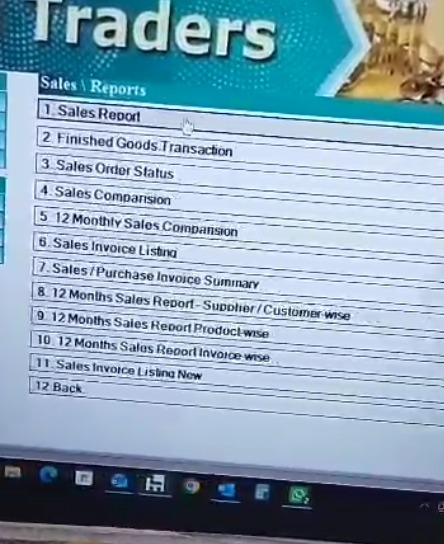 Traders
Sales \ Reports
1. Sales Report
2. Finished Goods Transaction
3. Sales Order Status
4. Sales Comparision
5. 12 Monthly Sales Comparision
6. Sales Invoice Listing
7. Sales / Purchase Invoice Summary
8. 12 Months Sales Report - Supplier / Customer wise
9. 12 Months Sales Report Product wise
10. 12 Months Sales Report Invoice wise
11. Sales Invoice Listing New
12 Back